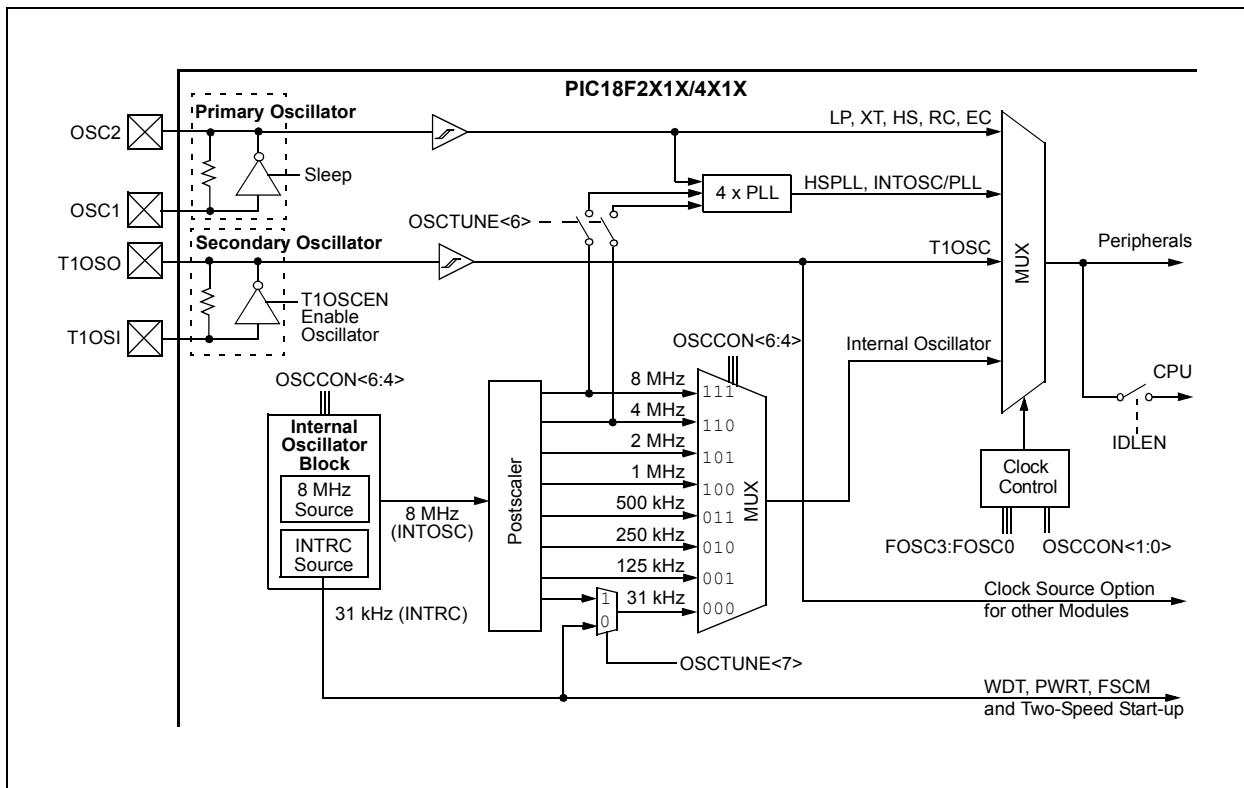 PIC18F2X1X/4X1X
Primary Oscillator
OSC2
Sleep
OSC1
LP, XT, HS, RC, EC
4 x PLL
HSPLL, INTOSC/PLL
OSCTUNE<6>
Secondary Oscillator
T1OSO
T1OSCEN
Enable
Oscillator
T1OSI
T1OSC
MUX
Peripherals
Internal Oscillator
CPU
IDLEN
Clock
Control
FOSC3:FOSC0
OSCCON<1:0>
OSCCON<6:4>
Internal
Oscillator
Block
8 MHz
Source
INTRC
Source
8 MHz
(INTOSC)
31 kHz (INTRC)
Postscaler
OSCCON<6:4>
8 MHz
111
4 MHz
110
2 MHz
101
1 MHz
100
500 kHz
011
250 kHz
010
125 kHz
001
1
0
31 kHz
000
MUX
OSCTUNE<7>
Clock Source Option
for other Modules
WDT, PWRT, FSCM
and Two-Speed Start-up